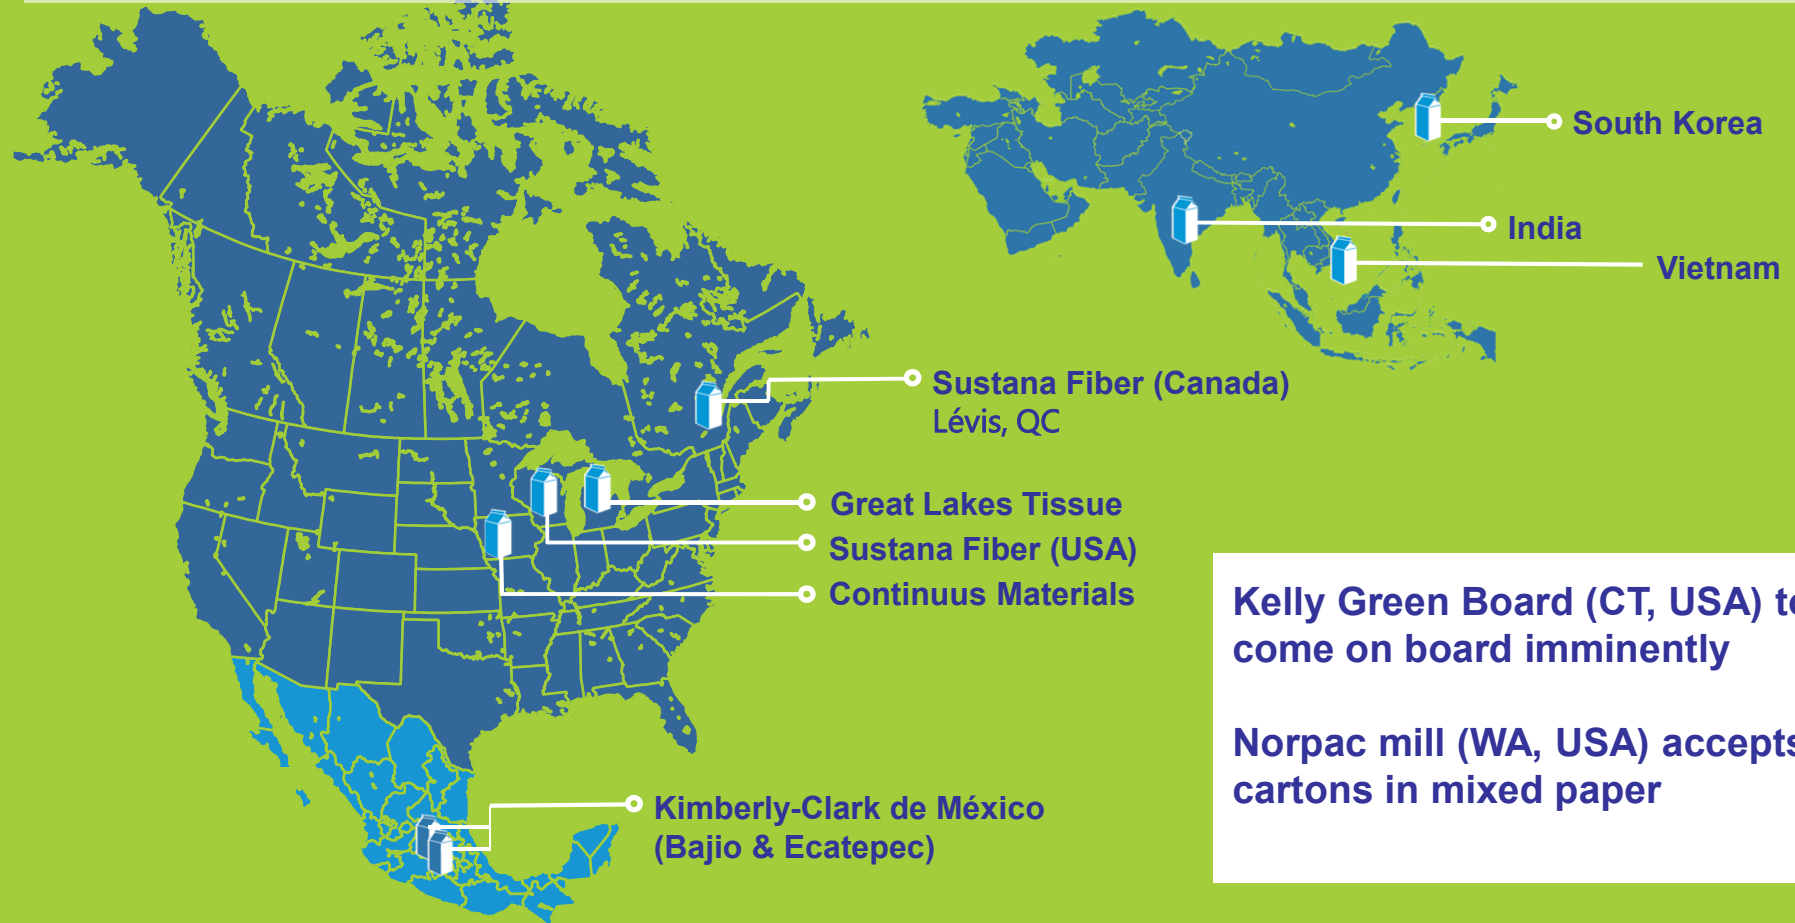 South Korea
India
Vietnam
Sustana Fiber (Canada)
Lévis, QC
Great Lakes Tissue
Sustana Fiber (USA)
Continuus Materials
Kelly Green Board (CT, USA) to
come on board imminently
Norpac mill (WA, USA) accepts
cartons in mixed paper
Kimberly-Clark de México
(Bajio & Ecatepec)